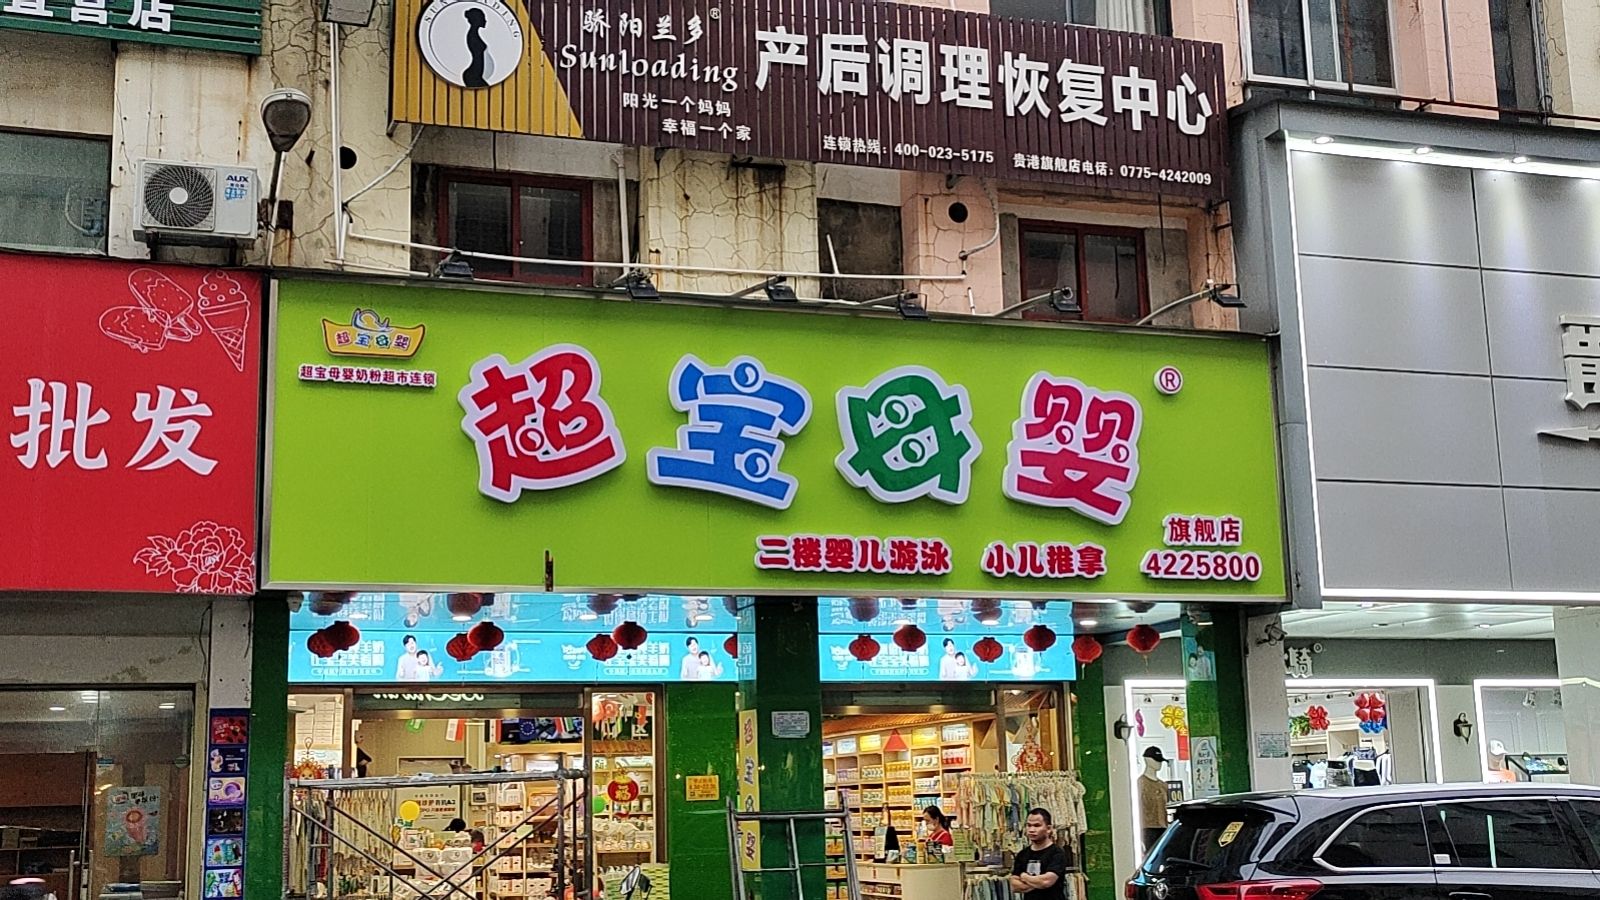 直营店
SUNLOADING
骄阳兰多®
Sunloading
阳光一个妈妈
幸福一个家
产后调理恢复中心
连锁热线：400-023-5175
贵港旗舰店电话：0775-4242009
AUX
批发
超宝母婴
超宝母婴奶粉超市连锁
超宝母婴®
二楼婴儿游泳
小儿推拿
旗舰店
4225800
福